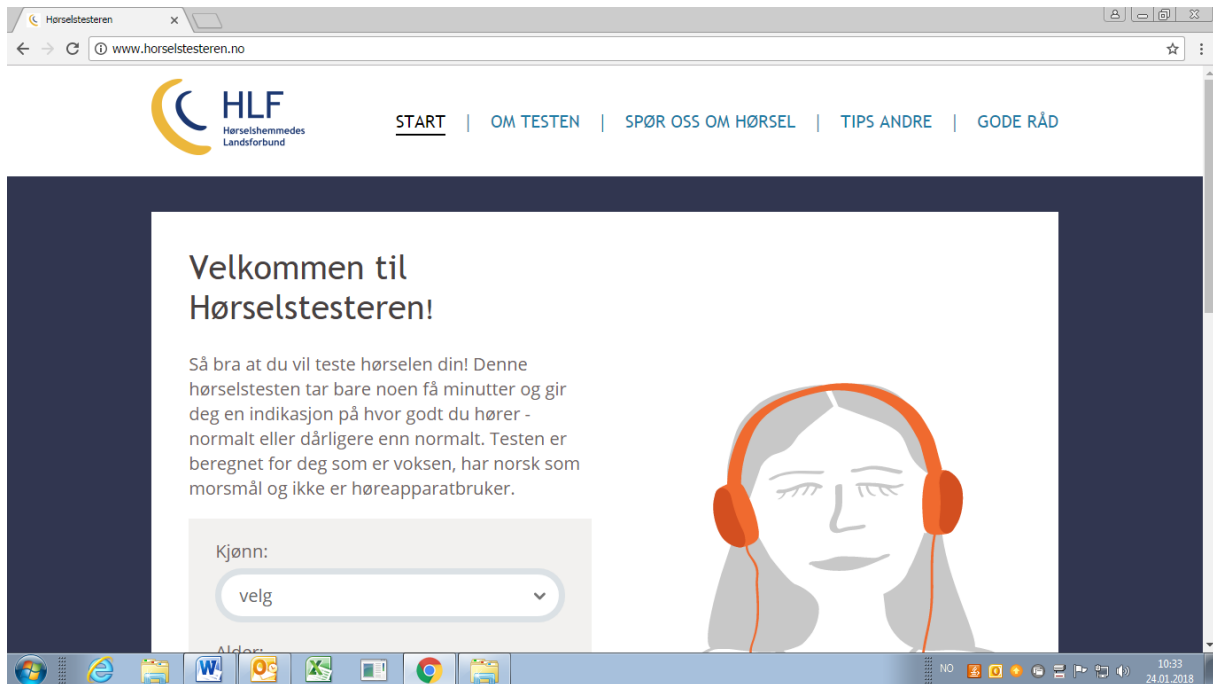 Hørselstesteren
www.horselstesteren.no
HLF
Hørselshemmedes
Landsforbund
START | OM TESTEN | SPØR OSS OM HØRSEL | TIPS ANDRE | GODE RÅD
Velkommen til
Hørselstesteren!
Så bra at du vil teste hørselen din! Denne
hørselstesten tar bare noen få minutter og gir
deg en indikasjon på hvor godt du hører -
normalt eller dårligere enn normalt. Testen er
beregnet for deg som er voksen, har norsk som
morsmål og ikke er høreapparatbruker.
Kjønn:
velg
Alder:
NO
10:33
24.01.2018